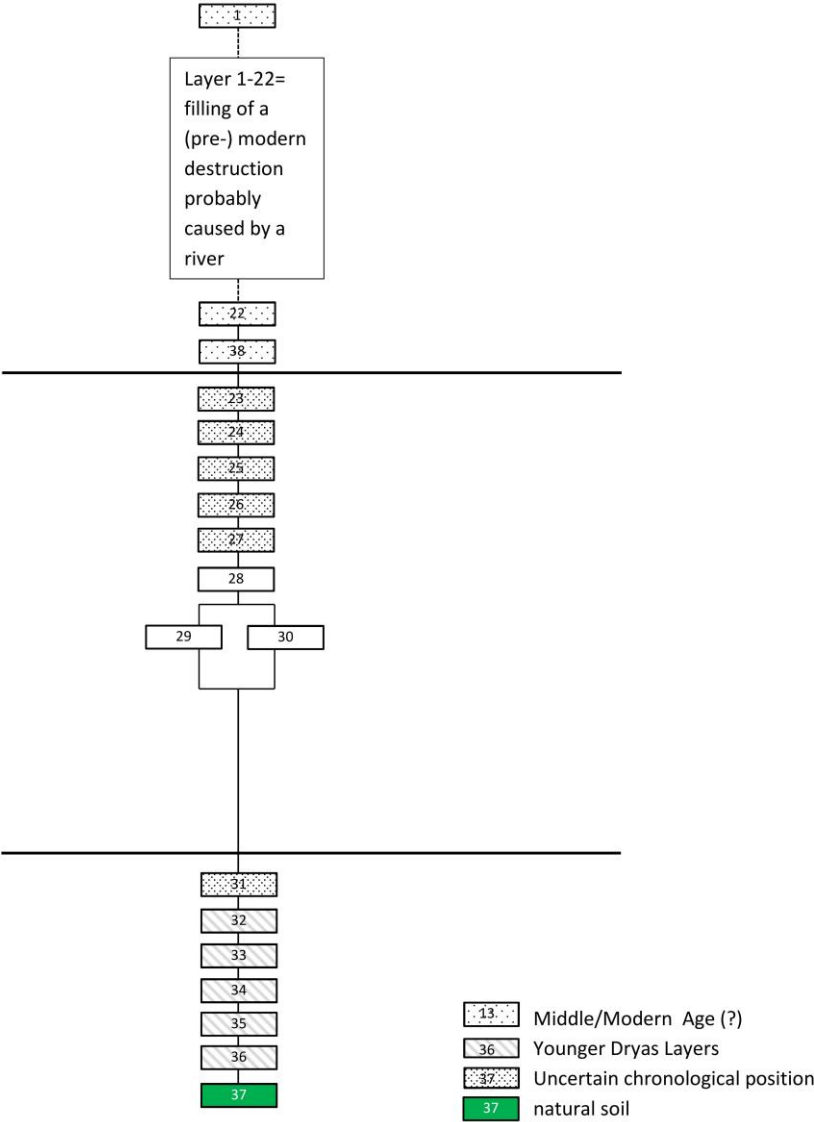 1
Layer 1-22=
filling of a
(pre-) modern
destruction
probably
caused by a
river
22
38
23
24
25
26
27
28
29 30
31
32
33
34
35
36
37
13 Middle/Modern Age (?)
36 Younger Dryas Layers
37 Uncertain chronological position
37 natural soil